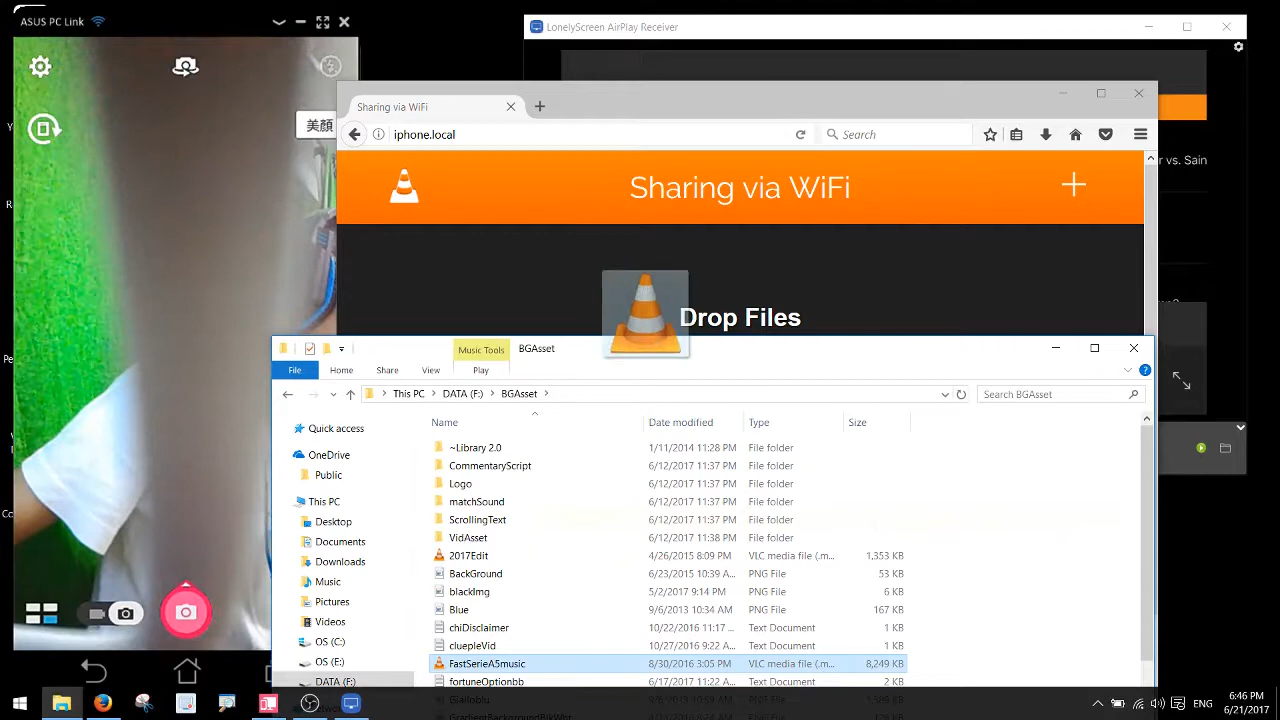 ASUS PC Link
LonelyScreen AirPlay Receiver
Sharing via WiFi
iphone.local
Search
美顏
r vs. Sain
Sharing via WiFi
Drop Files
Music Tools
BGAsset
File
Home
Share
View
Play
This PC
DATA (F:)
BGAsset
Search BGAsset
Name
Date modified
Type
Size
Quick access
OneDrive
Public
This PC
Desktop
Documents
Downloads
Music
Pictures
Videos
OS (C:)
OS (E:)
DATA (F:)
~Library 2.0 1/11/2014 11:28 PM File folder
CommentaryScript 6/12/2017 11:37 PM File folder
Logo 6/12/2017 11:37 PM File folder
matchSound 6/12/2017 11:37 PM File folder
ScrollingText 6/12/2017 11:37 PM File folder
VidAsset 6/12/2017 11:38 PM File folder
2017Edit 4/26/2015 8:09 PM VLC media file (.m... 1,353 KB
BackGround 6/23/2015 10:39 A... PNG File 53 KB
blackImg 5/2/2017 9:14 PM PNG File 6 KB
Blue 9/6/2013 10:34 AM PNG File 167 KB
chiDisclaimer 10/22/2016 11:17 ... Text Document 1 KB
cluepleVid 10/27/2016 9:22 A... Text Document 1 KB
FastSerieA5music 8/30/2016 3:05 PM VLC media file (.m... 8,249 KB
fortuneOptionbb 6/17/2017 11:22 A... Text Document 2 KB
ENG
6:46 PM
6/21/2017